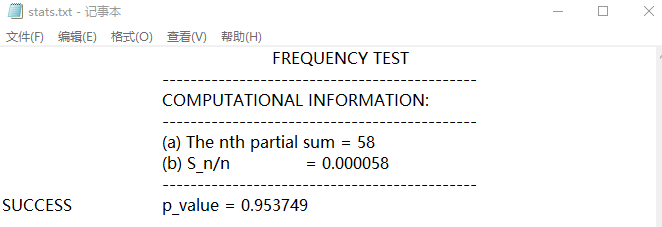 stats.txt - 记事本
文件(F) 编辑(E) 格式(O) 查看(V) 帮助(H)
FREQUENCY TEST
---------------------------------------------
COMPUTATIONAL INFORMATION:
---------------------------------------------
(a) The nth partial sum = 58
(b) S_n/n = 0.000058
---------------------------------------------
SUCCESS p_value = 0.953749